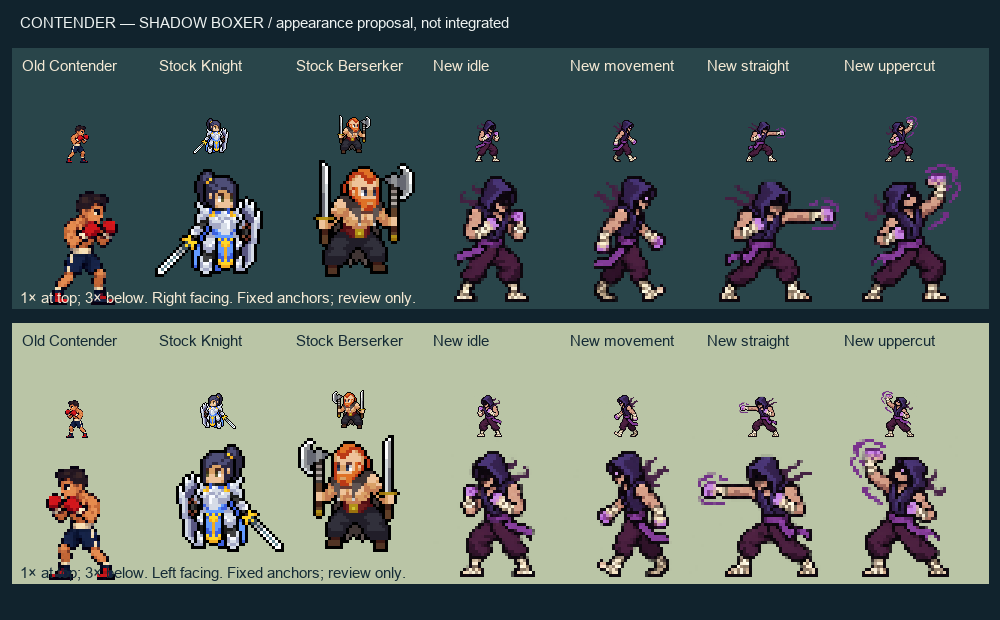 CONTENDER — SHADOW BOXER / appearance proposal, not integrated
Old Contender Stock Knight Stock Berserker New idle New movement New straight New uppercut
1× at top; 3× below. Right facing. Fixed anchors; review only.
Old Contender Stock Knight Stock Berserker New idle New movement New straight New uppercut
1× at top; 3× below. Left facing. Fixed anchors; review only.